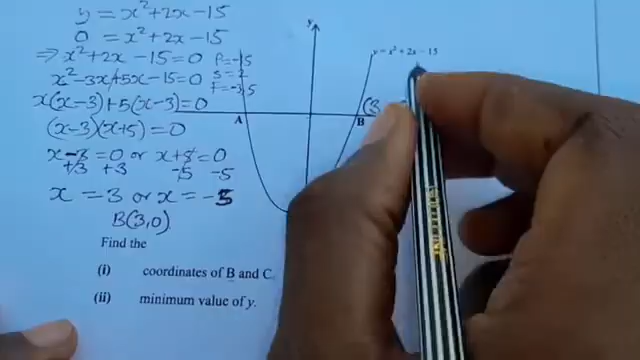 y = x²+2x-15
0 = x²+2x-15
⇒ x²+2x-15=0 P=-15
x²-3x+5x-15=0 S=2
F=-3,5
x(x-3)+5(x-3)=0
(x-3)(x+5)=0
x-3=0 or x+5=0
+3 +3 -5 -5
x = 3 or x = -5
B(3,0)
y
y = x² + 2x - 15
A
B
(3
Find the
(i) coordinates of B and C.
(ii) minimum value of y.